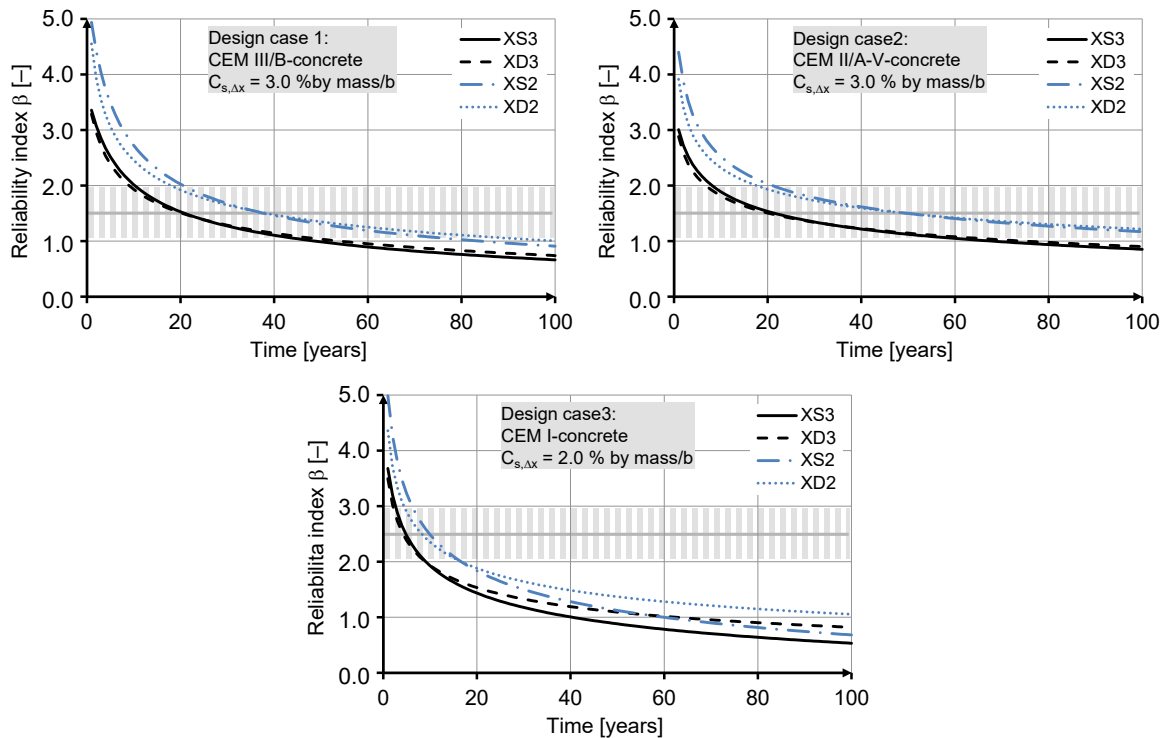 Reliability index β [–]
5.0
4.0
3.0
2.0
1.0
0.0
Design case 1:
CEM III/B-concrete
Cs,Δx = 3.0 %by mass/b
XS3
XD3
XS2
XD2
0 20 40 60 80 100
Time [years]
Reliability index β [–]
5.0
4.0
3.0
2.0
1.0
0.0
Design case2:
CEM II/A-V-concrete
Cs,Δx = 3.0 % by mass/b
XS3
XD3
XS2
XD2
0 20 40 60 80 100
Time [years]
Reliabilita index β [–]
5.0
4.0
3.0
2.0
1.0
0.0
Design case3:
CEM I-concrete
Cs,Δx = 2.0 % by mass/b
XS3
XD3
XS2
XD2
0 20 40 60 80 100
Time [years]